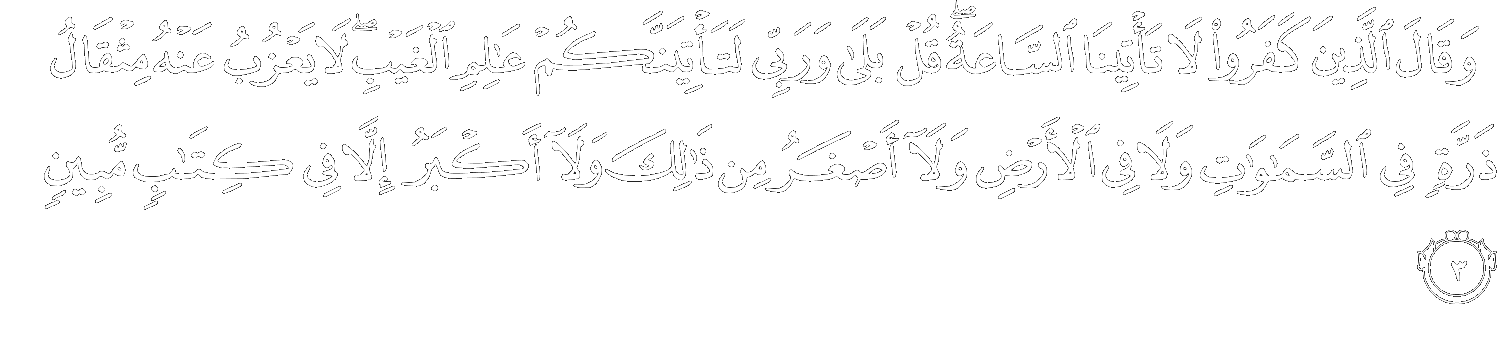 وَقَالَ ٱلَّذِينَ كَفَرُوا۟ لَا تَأْتِينَا ٱلسَّاعَةُ ۖ قُلْ بَلَىٰ وَرَبِّى لَتَأْتِيَنَّكُمْ عَـٰلِمِ ٱلْغَيْبِ ۖ لَا يَعْزُبُ عَنْهُ مِثْقَالُ
ذَرَّةٍ فِى ٱلسَّمَـٰوَٰتِ وَلَا فِى ٱلْأَرْضِ وَلَآ أَصْغَرُ مِن ذَٰلِكَ وَلَآ أَكْبَرُ إِلَّا فِى كِتَـٰبٍ مُّبِينٍ
٣